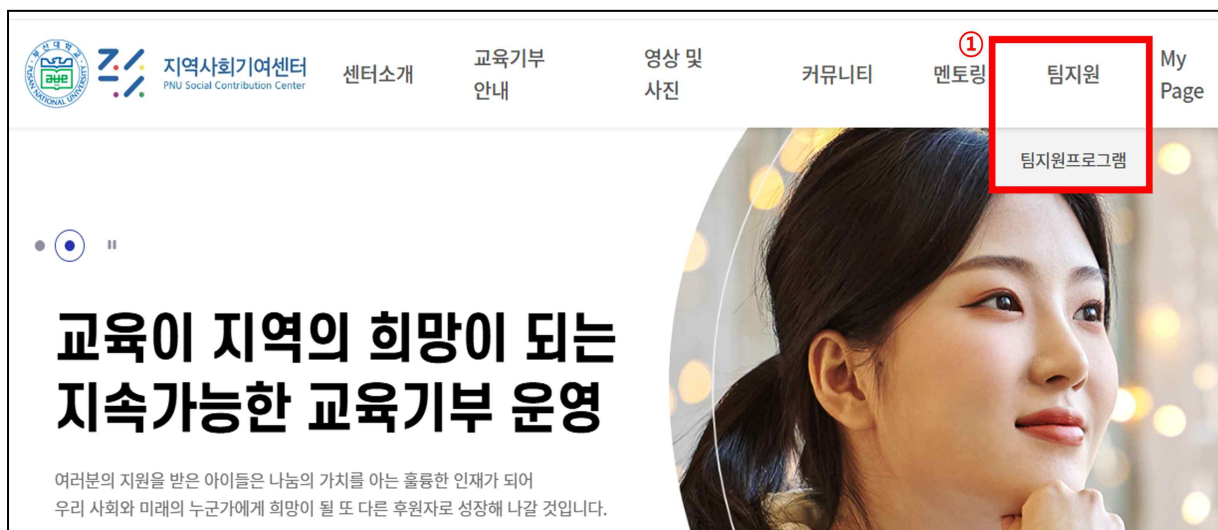 지역사회기여센터
PNU Social Contribution Center
센터소개
교육기부
안내
영상 및
사진
커뮤니티
멘토링
①
팀지원
My
Page
팀지원프로그램
교육이 지역의 희망이 되는
지속가능한 교육기부 운영
여러분의 지원을 받은 아이들은 나눔의 가치를 아는 훌륭한 인재가 되어
우리 사회와 미래의 누군가에게 희망이 될 또 다른 후원자로 성장해 나갈 것입니다.